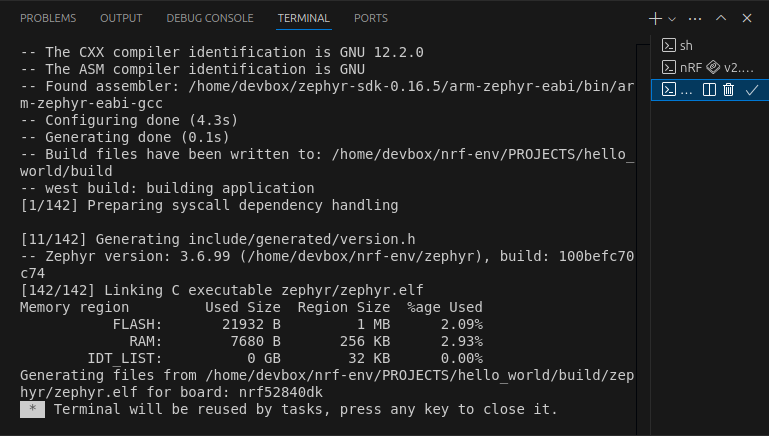 PROBLEMS OUTPUT DEBUG CONSOLE TERMINAL PORTS
-- The CXX compiler identification is GNU 12.2.0
-- The ASM compiler identification is GNU
-- Found assembler: /home/devbox/zephyr-sdk-0.16.5/arm-zephyr-eabi/bin/ar
m-zephyr-eabi-gcc
-- Configuring done (4.3s)
-- Generating done (0.1s)
-- Build files have been written to: /home/devbox/nrf-env/PROJECTS/hello_
world/build
-- west build: building application
[1/142] Preparing syscall dependency handling
[11/142] Generating include/generated/version.h
-- Zephyr version: 3.6.99 (/home/devbox/nrf-env/zephyr), build: 100befc70
c74
[142/142] Linking C executable zephyr/zephyr.elf
Memory region Used Size Region Size %age Used
FLASH: 21932 B 1 MB 2.09%
RAM: 7680 B 256 KB 2.93%
IDT_LIST: 0 GB 32 KB 0.00%
Generating files from /home/devbox/nrf-env/PROJECTS/hello_world/build/zep
hyr/zephyr.elf for board: nrf52840dk
* Terminal will be reused by tasks, press any key to close it.
sh
nRF v2....
...